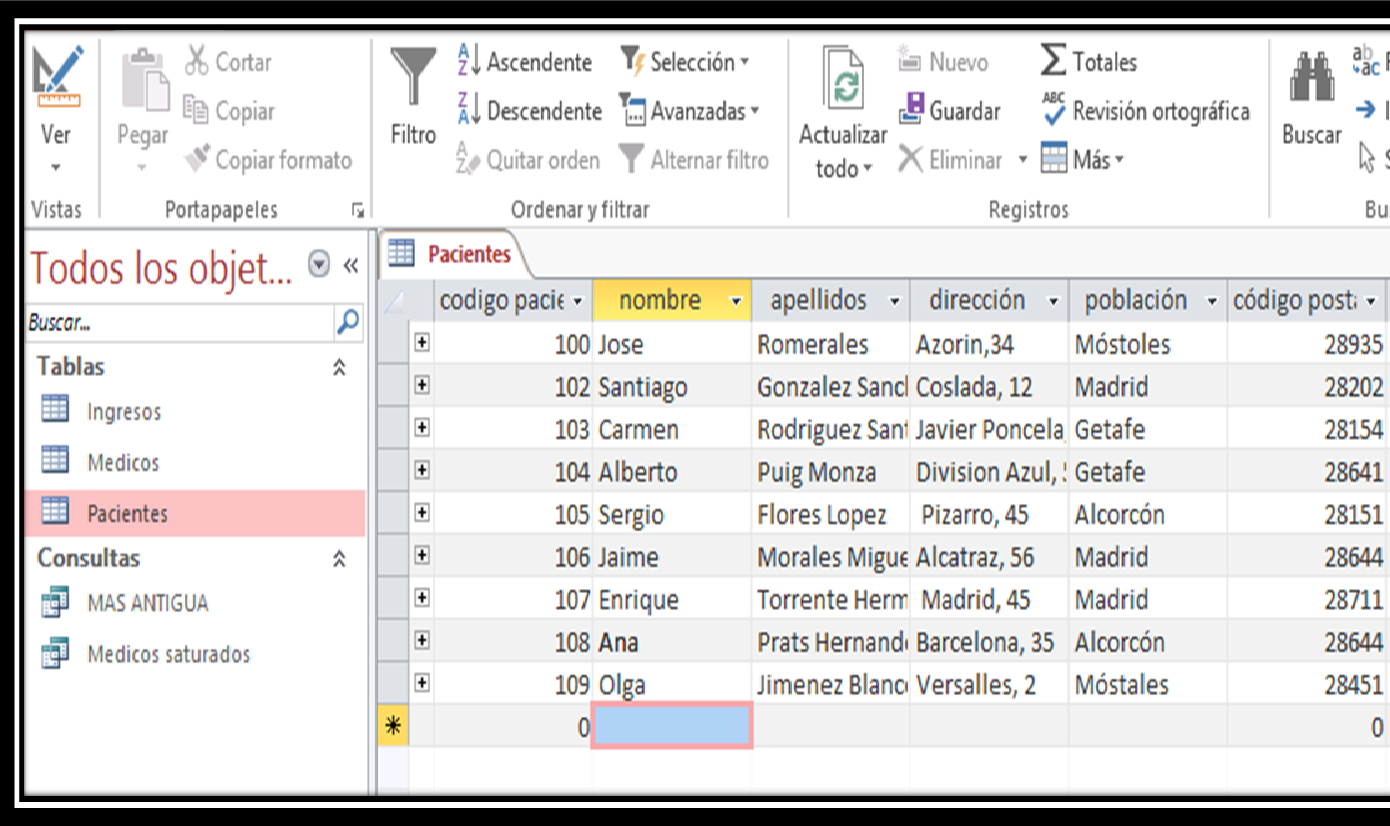 Ver
Vistas
Pegar
Cortar
Copiar
Copiar formato
Portapapeles
Filtro
Ascendente
Descendente
Quitar orden
Selección
Avanzadas
Alternar filtro
Ordenar y filtrar
Actualizar
todo
Nuevo
Guardar
Eliminar
Totales
Revisión ortográfica
Más
Registros
Buscar
Bu
Todos los objet... «
Buscar...
Tablas
Ingresos
Medicos
Pacientes
Consultas
MAS ANTIGUA
Medicos saturados
Pacientes
codigo pacie nombre apellidos dirección población código post
100 Jose Romerales Azorin,34 Móstoles 28935
102 Santiago Gonzalez Sanc Coslada, 12 Madrid 28202
103 Carmen Rodriguez San Javier Poncela, Getafe 28154
104 Alberto Puig Monza Division Azul, Getafe 28641
105 Sergio Flores Lopez Pizarro, 45 Alcorcón 28151
106 Jaime Morales Migue Alcatraz, 56 Madrid 28644
107 Enrique Torrente Herm Madrid, 45 Madrid 28711
108 Ana Prats Hernand Barcelona, 35 Alcorcón 28644
109 Olga Jimenez Blanc Versalles, 2 Móstales 28451
0 0